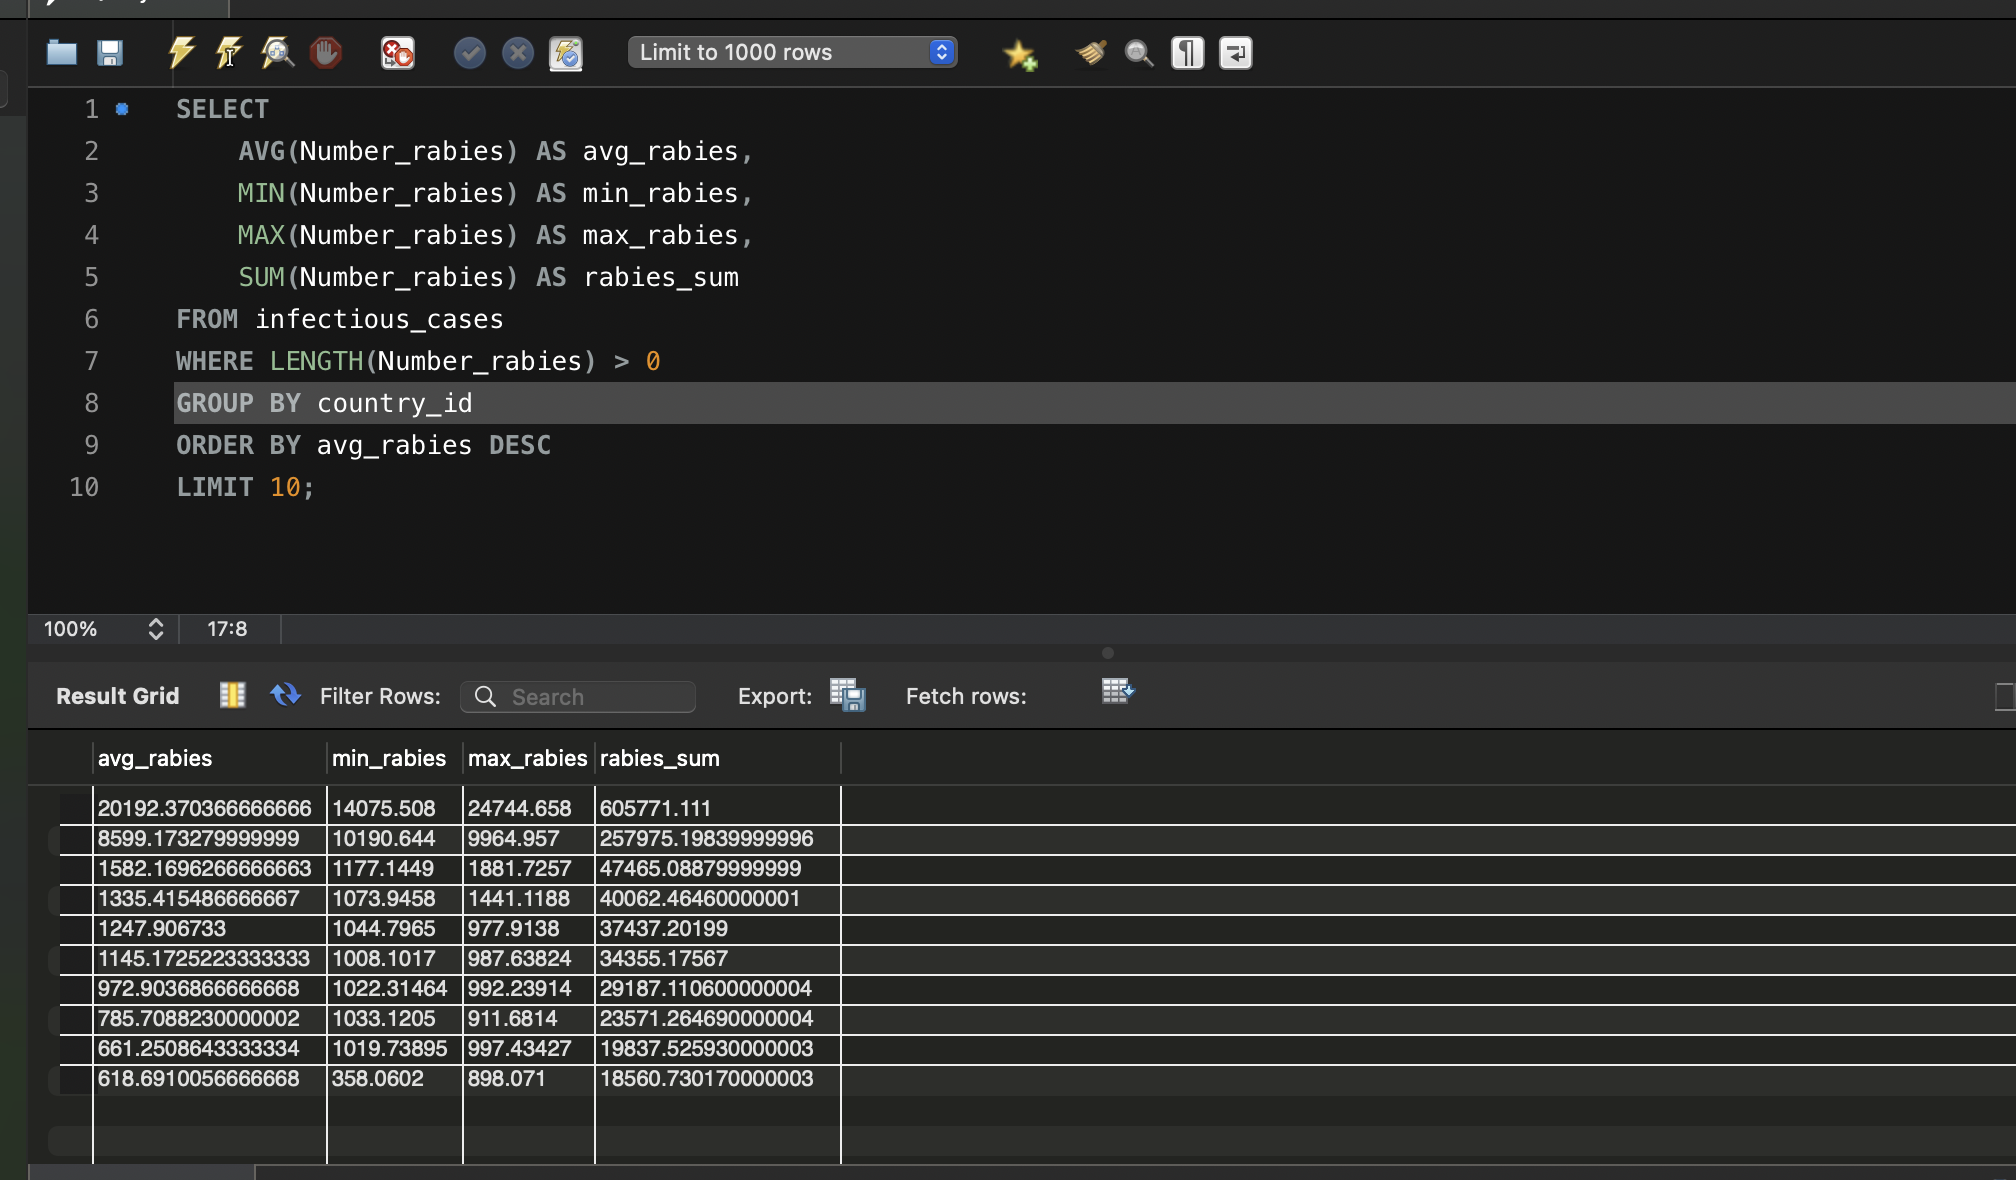 Limit to 1000 rows
1 SELECT
2 AVG(Number_rabies) AS avg_rabies,
3 MIN(Number_rabies) AS min_rabies,
4 MAX(Number_rabies) AS max_rabies,
5 SUM(Number_rabies) AS rabies_sum
6 FROM infectious_cases
7 WHERE LENGTH(Number_rabies) > 0
8 GROUP BY country_id
9 ORDER BY avg_rabies DESC
10 LIMIT 10;
100% 17:8
Result Grid Filter Rows: Search Export: Fetch rows:
avg_rabies min_rabies max_rabies rabies_sum
20192.370366666666 14075.508 24744.658 605771.111
8599.173279999999 10190.644 9964.957 257975.19839999996
1582.1696266666663 1177.1449 1881.7257 47465.08879999999
1335.415486666667 1073.9458 1441.1188 40062.46460000001
1247.906733 1044.7965 977.9138 37437.20199
1145.1725223333333 1008.1017 987.63824 34355.17567
972.9036866666668 1022.31464 992.23914 29187.110600000004
785.7088230000002 1033.1205 911.6814 23571.264690000004
661.2508643333334 1019.73895 997.43427 19837.525930000003
618.6910056666668 358.0602 898.071 18560.730170000003